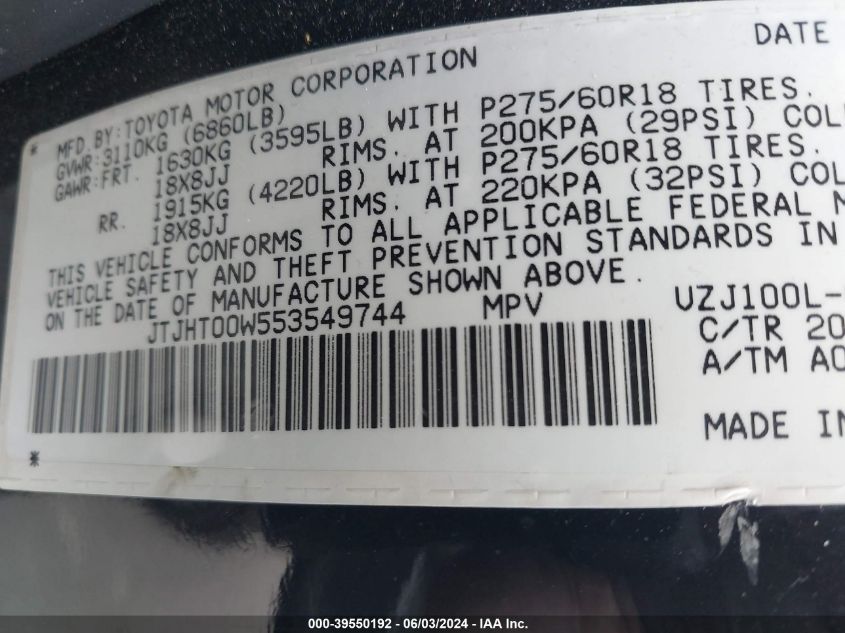 DATE
MFD.BY:TOYOTA MOTOR CORPORATION
GVWR:3110KG (6860LB)
GAWR:FRT. 1630KG (3595LB) WITH P275/60R18 TIRES.
18X8JJ RIMS. AT 200KPA (29PSI) COL
RR. 1915KG (4220LB) WITH P275/60R18 TIRES.
18X8JJ RIMS. AT 220KPA (32PSI) COL
THIS VEHICLE CONFORMS TO ALL APPLICABLE FEDERAL M
VEHICLE SAFETY AND THEFT PREVENTION STANDARDS IN
ON THE DATE OF MANUFACTURE SHOWN ABOVE.
JTJHT00W553549744 MPV UZJ100L-
C/TR 20
A/TM A0
MADE IN
000-39550192 - 06/03/2024 - IAA Inc.